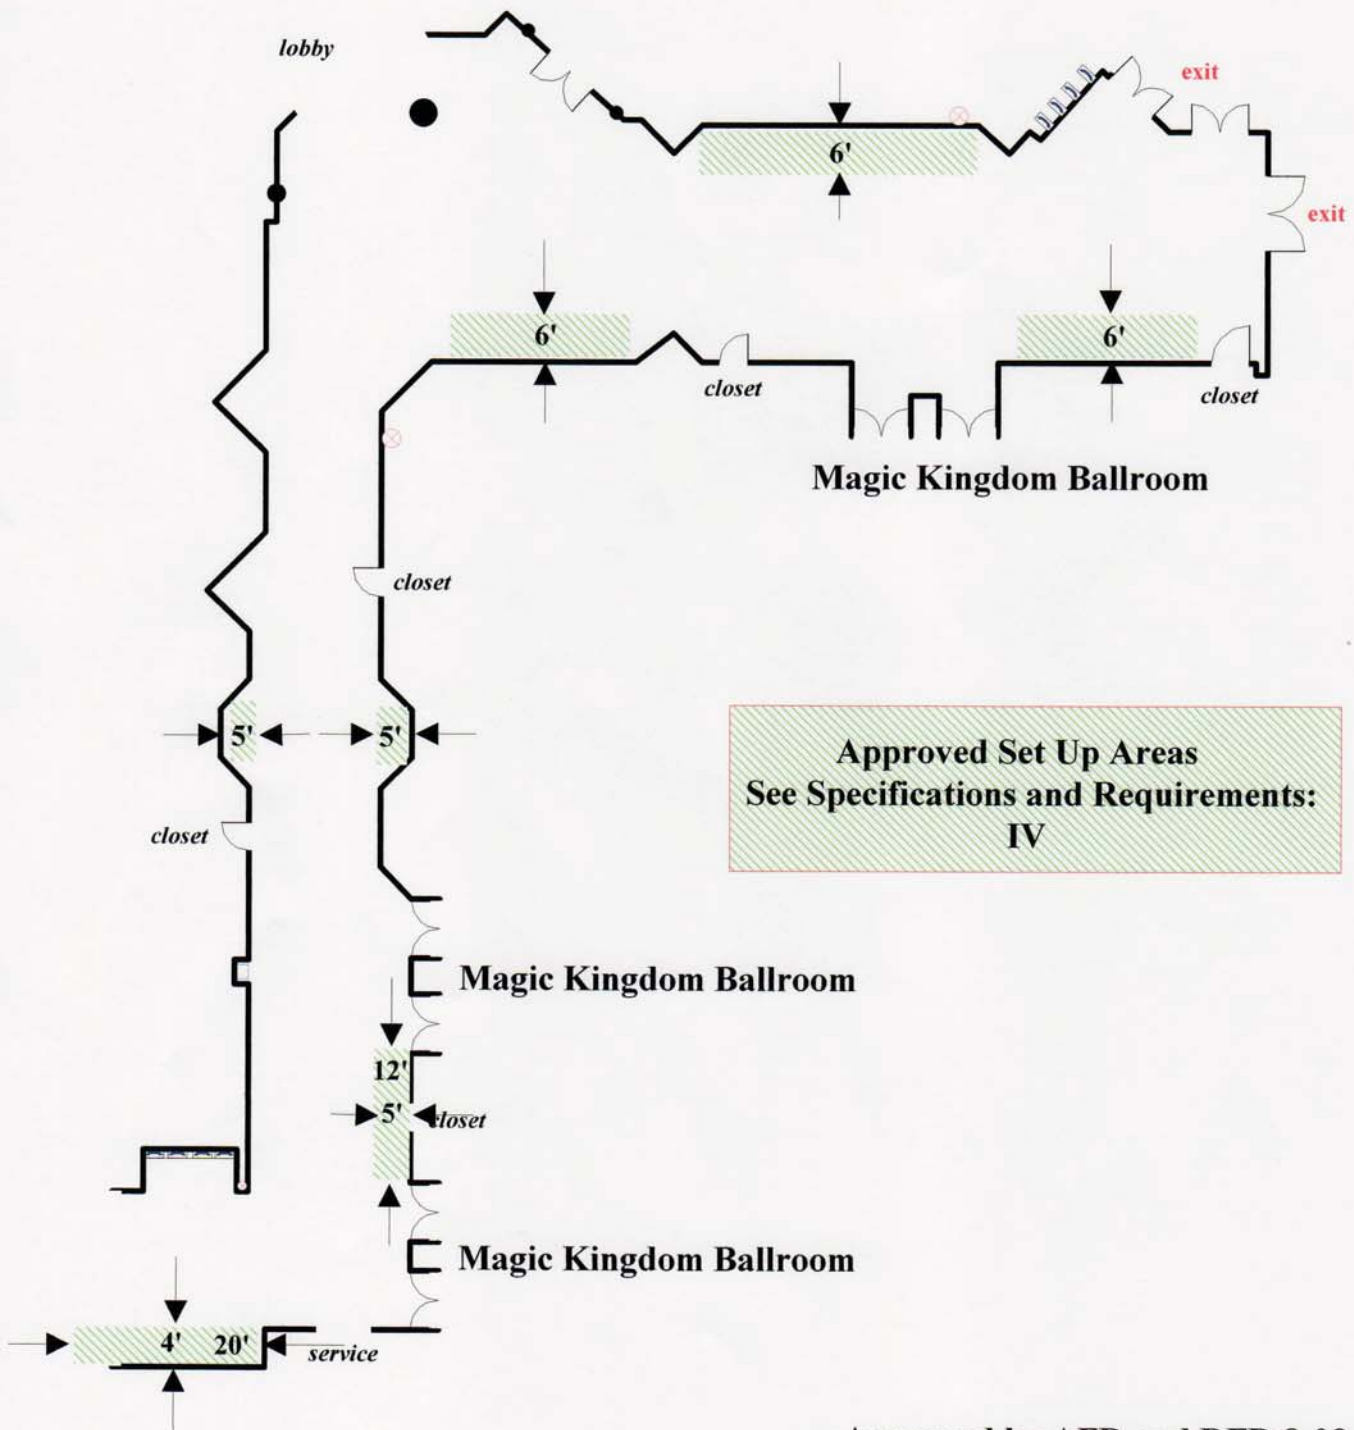 lobby
exit
6'
exit
6'
6'
closet
closet
Magic Kingdom Ballroom
closet
5'
5'
Approved Set Up Areas
See Specifications and Requirements:
IV
closet
Magic Kingdom Ballroom
12'
5'
closet
Magic Kingdom Ballroom
4'
20'
service